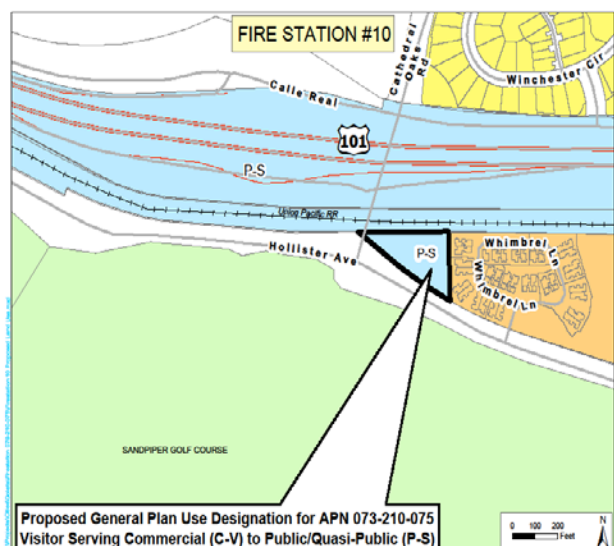 FIRE STATION #10
Cathedral
Oaks
Rd
Winchester Cir
Calle Real
101
P-S
Union Pacific RR
Hollister Ave
P-S
Whimbrel Ln
Whimbrel Ln
SANDPIPER GOLF COURSE
Proposed General Plan Use Designation for APN 073-210-075
Visitor Serving Commercial (C-V) to Public/Quasi-Public (P-S)
0 100 200
Feet
N